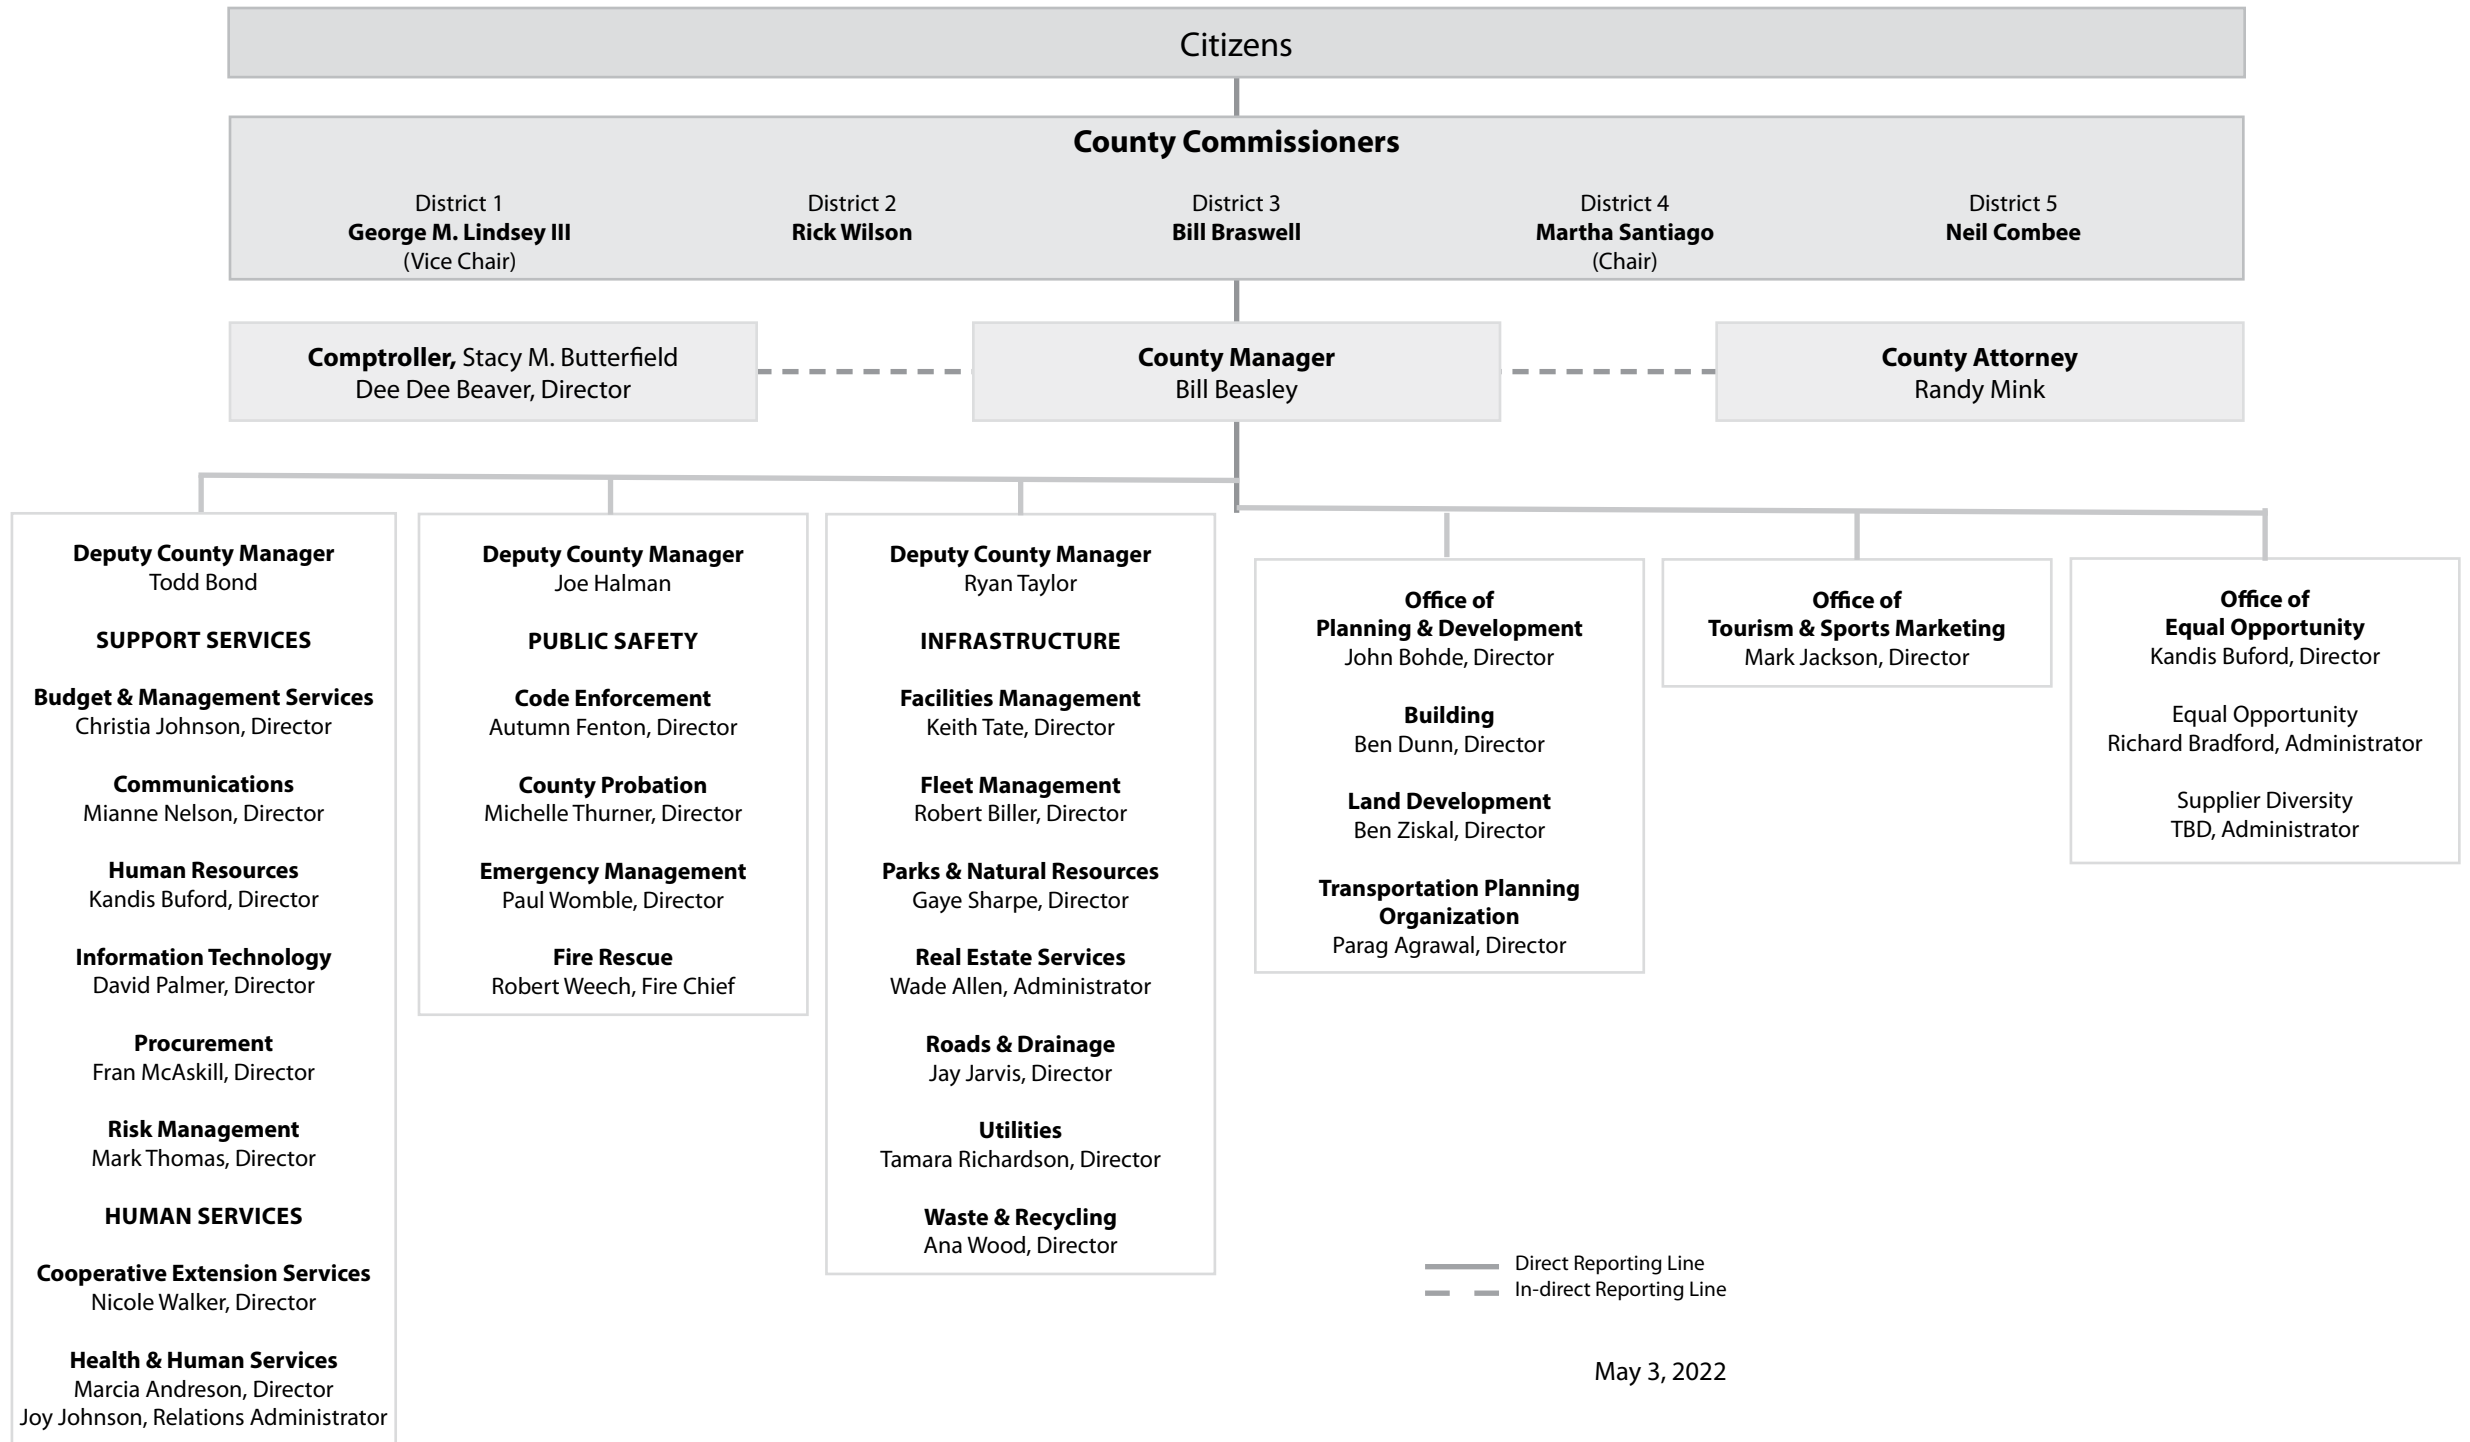 Citizens
County Commissioners
District 1
George M. Lindsey III
(Vice Chair)
District 2
Rick Wilson
District 3
Bill Braswell
District 4
Martha Santiago
(Chair)
District 5
Neil Combee
Comptroller, Stacy M. Butterfield
Dee Dee Beaver, Director
County Manager
Bill Beasley
County Attorney
Randy Mink
Deputy County Manager
Todd Bond
SUPPORT SERVICES
Budget & Management Services
Christia Johnson, Director
Communications
Mianne Nelson, Director
Human Resources
Kandis Buford, Director
Information Technology
David Palmer, Director
Procurement
Fran McAskill, Director
Risk Management
Mark Thomas, Director
HUMAN SERVICES
Cooperative Extension Services
Nicole Walker, Director
Health & Human Services
Marcia Andreson, Director
Joy Johnson, Relations Administrator
Deputy County Manager
Joe Halman
PUBLIC SAFETY
Code Enforcement
Autumn Fenton, Director
County Probation
Michelle Thurner, Director
Emergency Management
Paul Womble, Director
Fire Rescue
Robert Weech, Fire Chief
Deputy County Manager
Ryan Taylor
INFRASTRUCTURE
Facilities Management
Keith Tate, Director
Fleet Management
Robert Biller, Director
Parks & Natural Resources
Gaye Sharpe, Director
Real Estate Services
Wade Allen, Administrator
Roads & Drainage
Jay Jarvis, Director
Utilities
Tamara Richardson, Director
Waste & Recycling
Ana Wood, Director
Office of
Planning & Development
John Bohde, Director
Building
Ben Dunn, Director
Land Development
Ben Ziskal, Director
Transportation Planning
Organization
Parag Agrawal, Director
Office of
Tourism & Sports Marketing
Mark Jackson, Director
Office of
Equal Opportunity
Kandis Buford, Director
Equal Opportunity
Richard Bradford, Administrator
Supplier Diversity
TBD, Administrator
Direct Reporting Line
In-direct Reporting Line
May 3, 2022